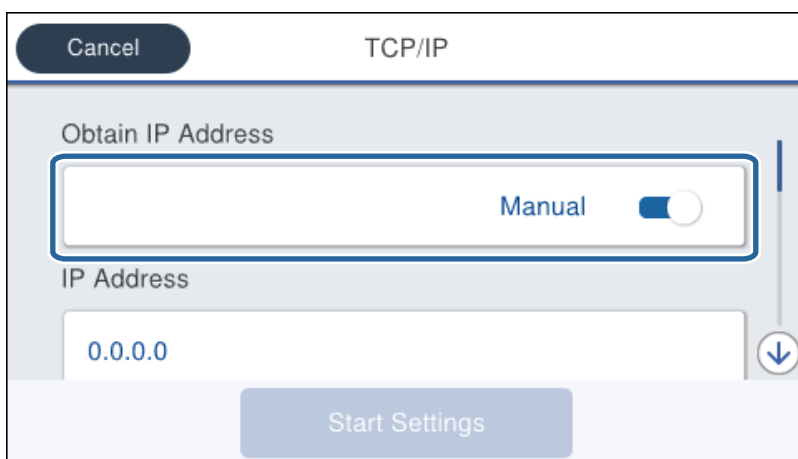 Cancel
TCP/IP
Obtain IP Address
Manual
IP Address
0.0.0.0
Start Settings